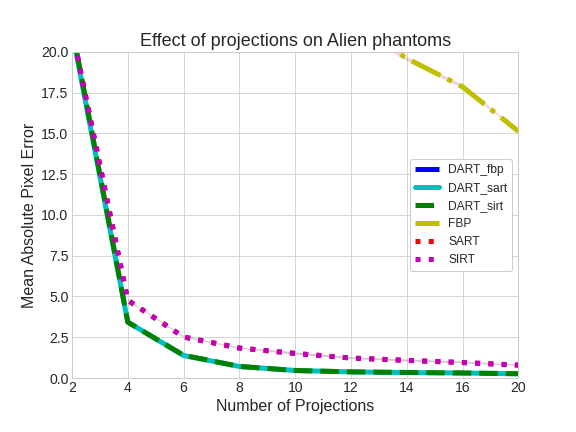 Effect of projections on Alien phantoms
Mean Absolute Pixel Error
20.0
17.5
15.0
12.5
10.0
7.5
5.0
2.5
0.0
DART_fbp
DART_sart
DART_sirt
FBP
SART
SIRT
2 4 6 8 10 12 14 16 20
Number of Projections